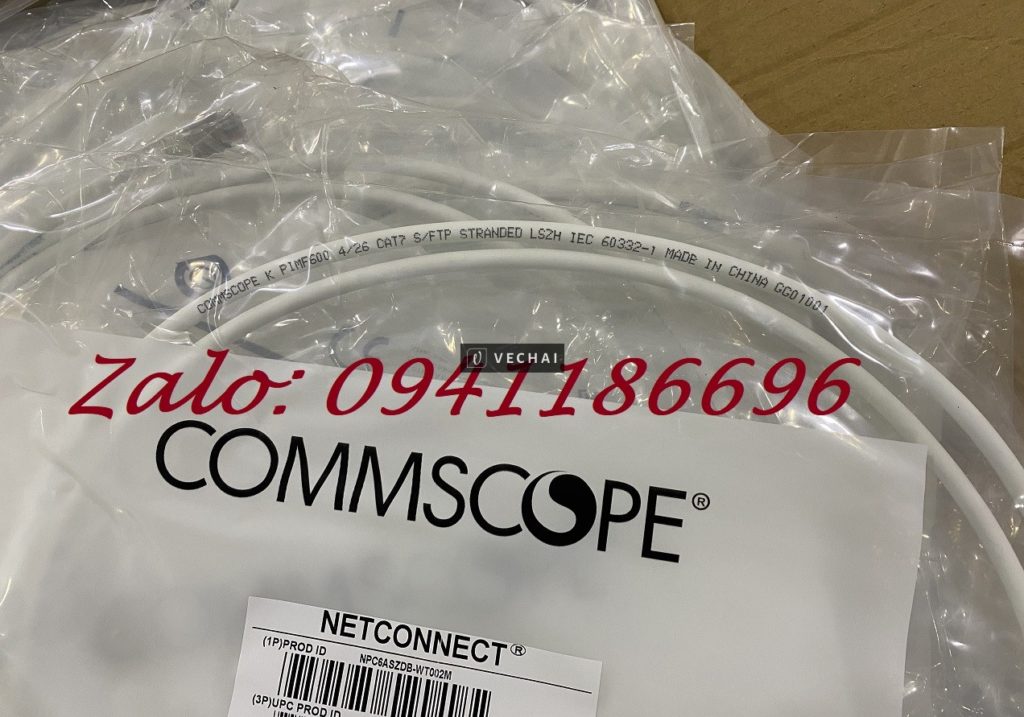 COMMSCOPE K PIMF600 4/26 CAT7 S/FTP STRANDED LSZH IEC 60332-1 MADE IN CHINA GG01001
VECHAI
Zalo: 0941186696
COMMSCOPE®
NETCONNECT®
(1P)PROD ID NPC6ASZDB-WT002M
(3P)UPC PROD ID